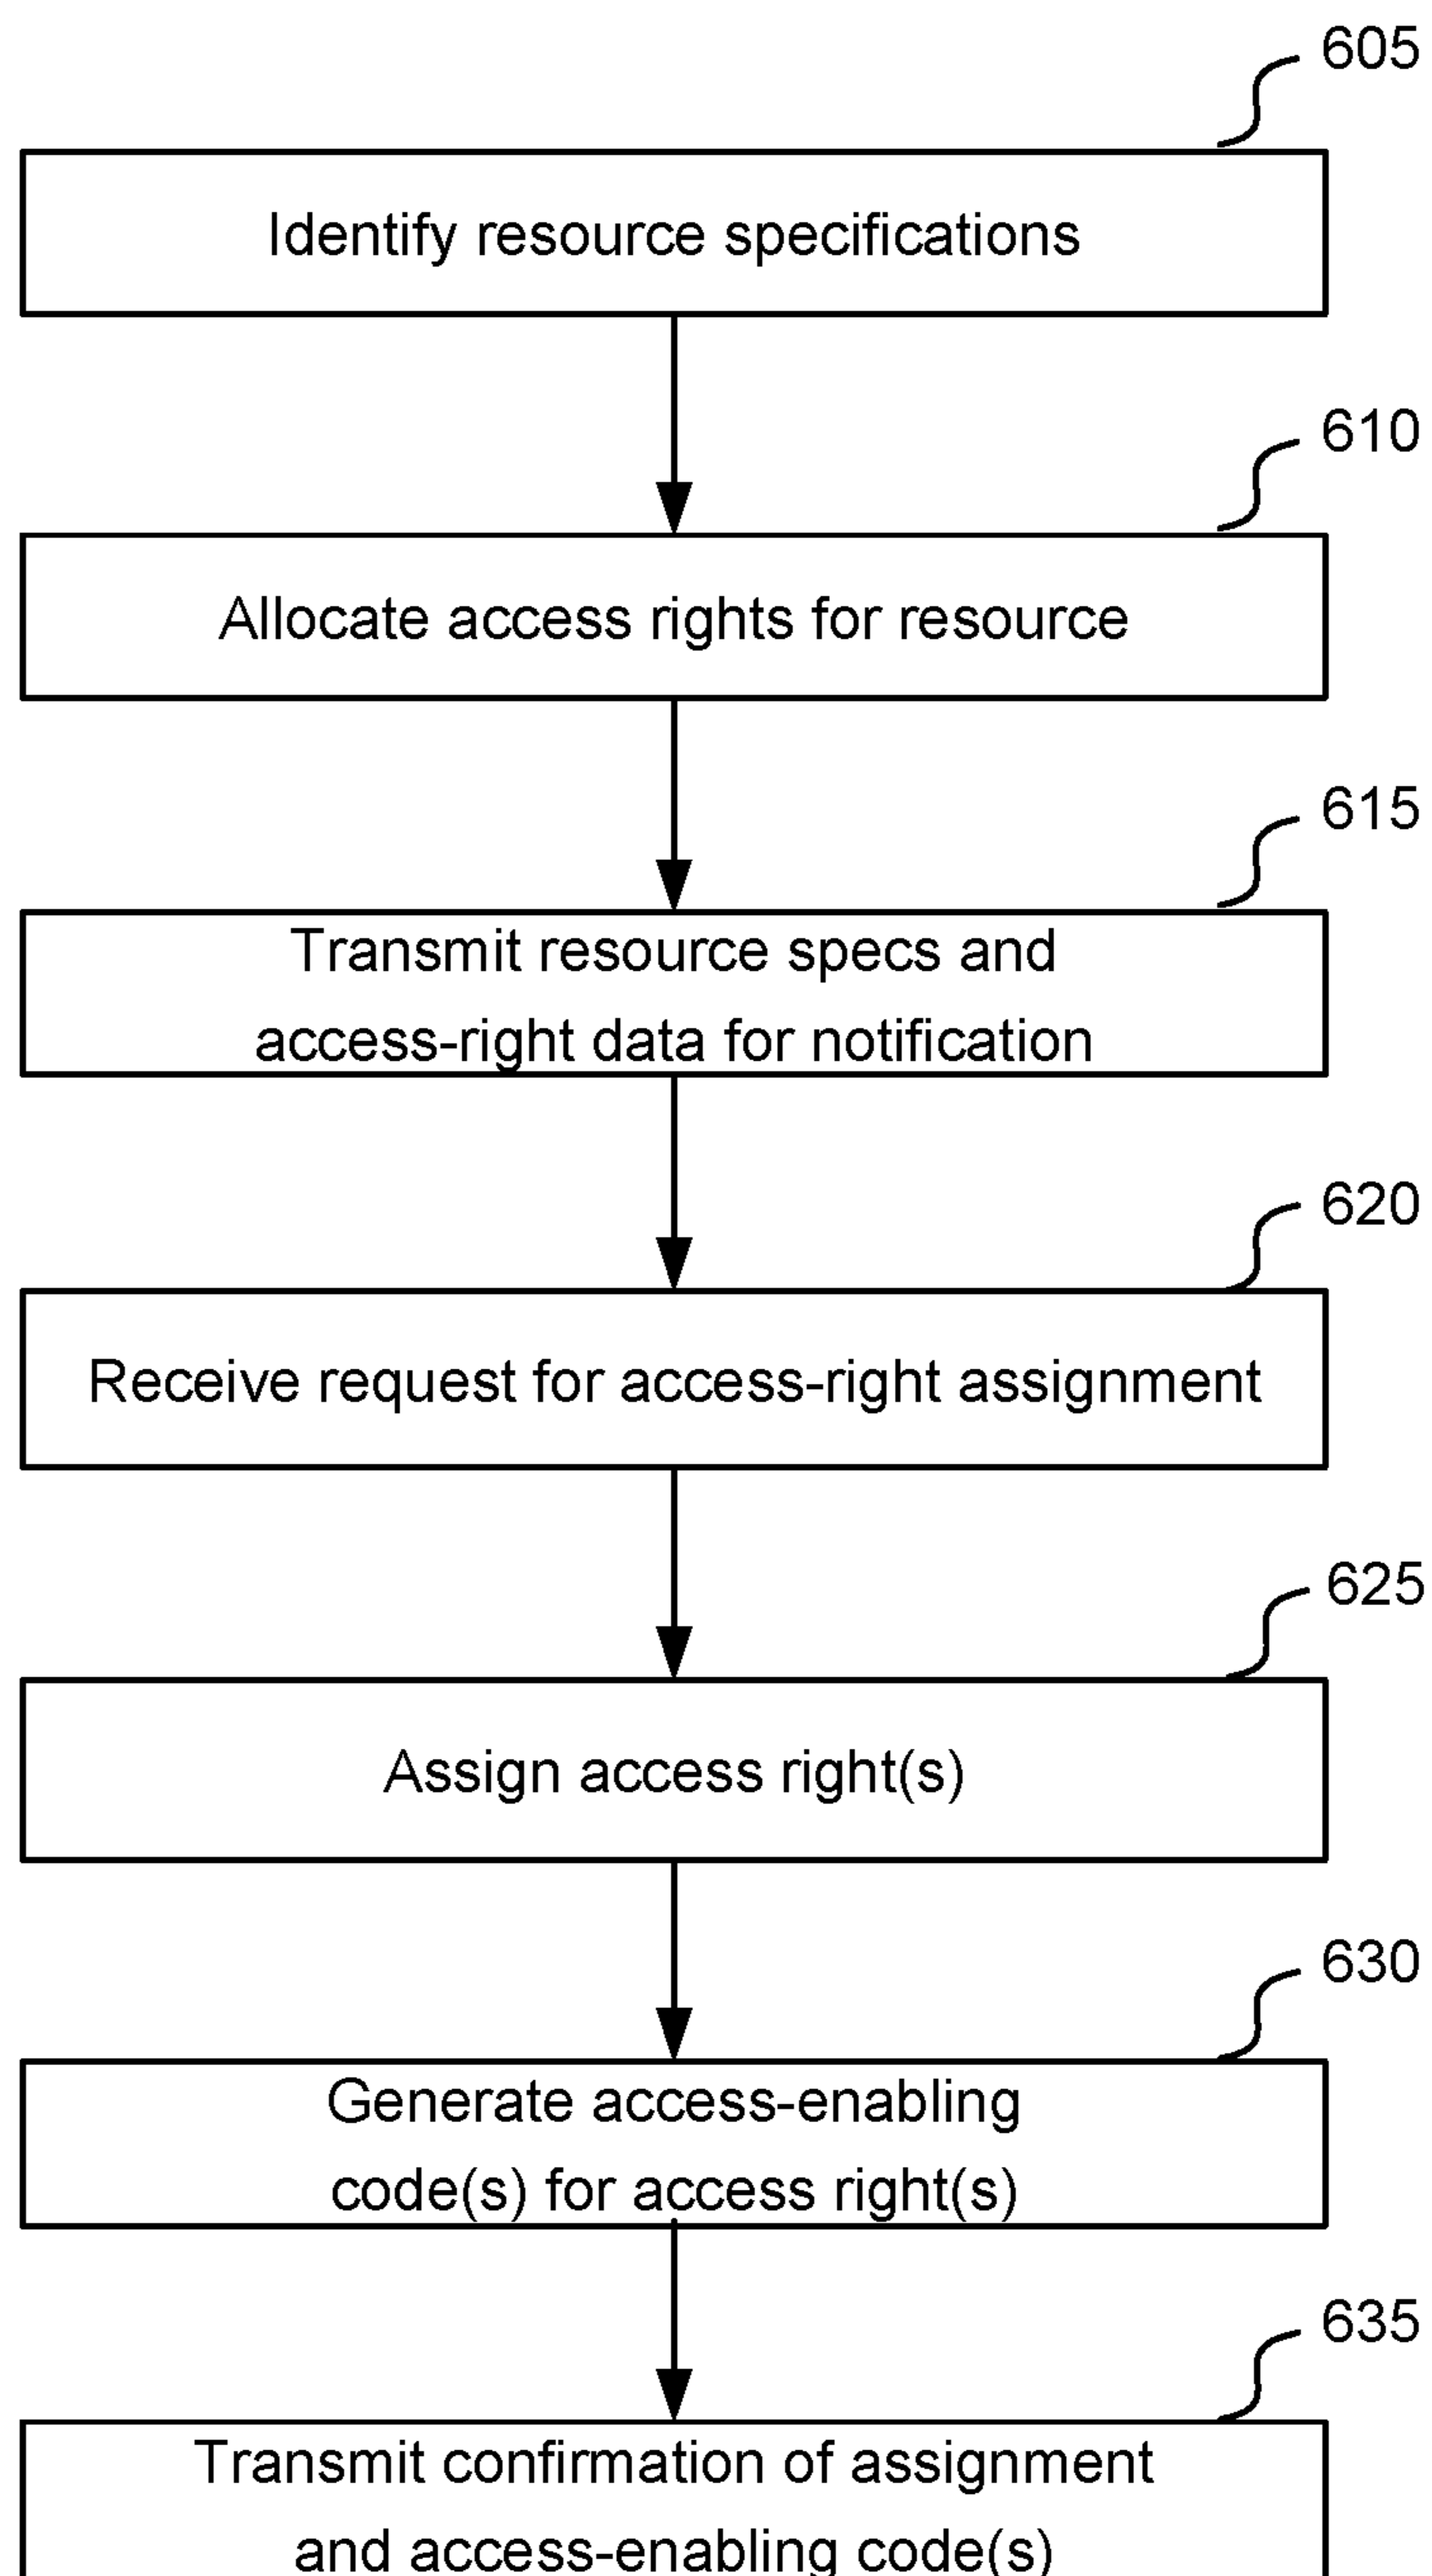 605
Identify resource specifications
610
Allocate access rights for resource
615
Transmit resource specs and
access-right data for notification
620
Receive request for access-right assignment
625
Assign access right(s)
630
Generate access-enabling
code(s) for access right(s)
635
Transmit confirmation of assignment
and access-enabling code(s)